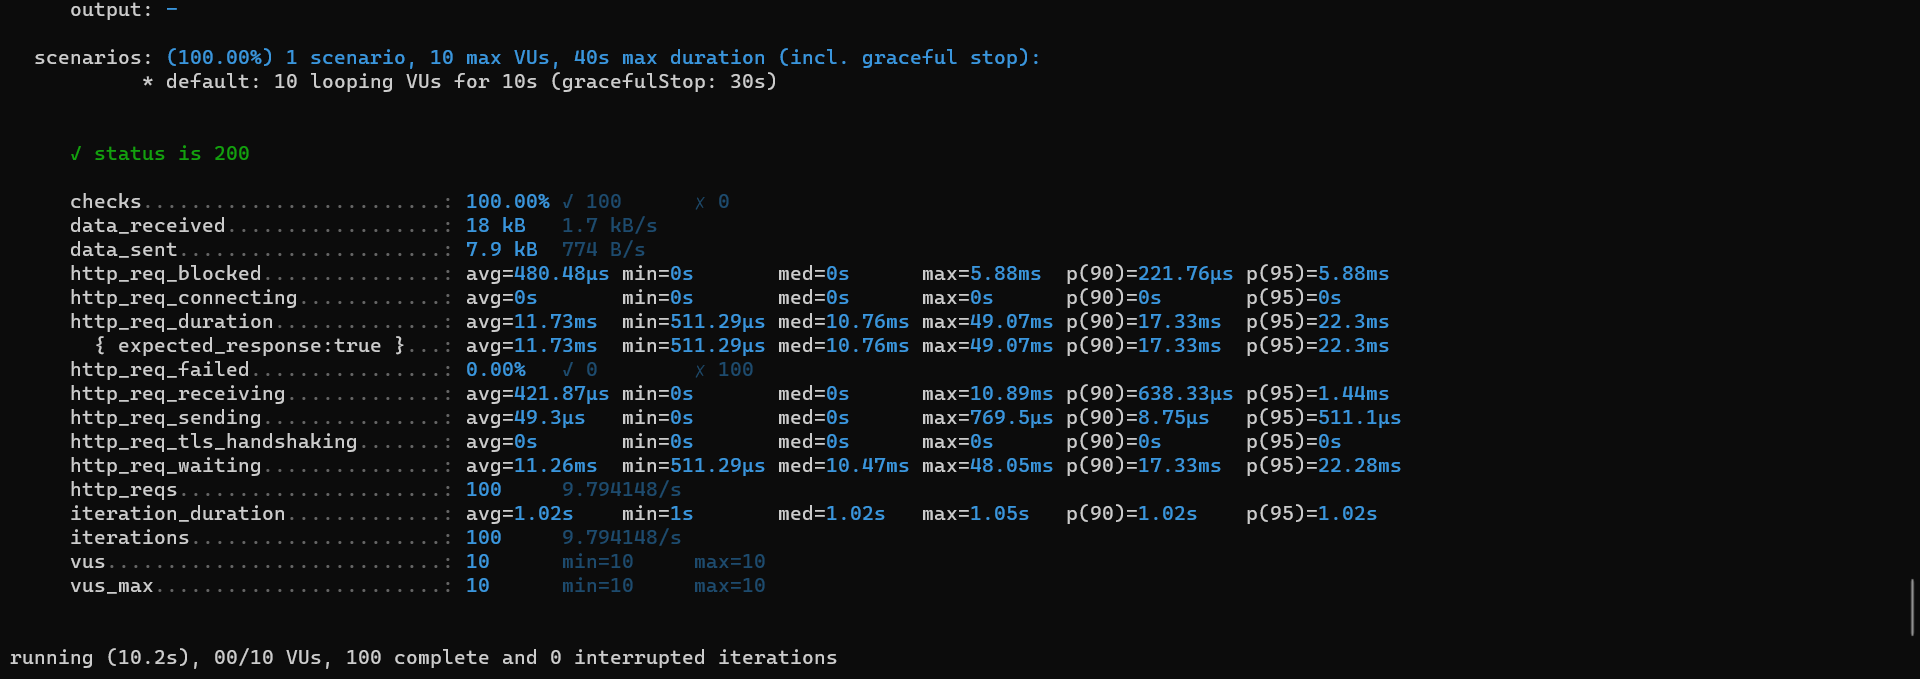 output: -
scenarios: (100.00%) 1 scenario, 10 max VUs, 40s max duration (incl. graceful stop):
* default: 10 looping VUs for 10s (gracefulStop: 30s)
✓ status is 200
checks.........................: 100.00% ✓ 100      ✗ 0
data_received..................: 18 kB   1.7 kB/s
data_sent......................: 7.9 kB  774 B/s
http_req_blocked...............: avg=480.48µs min=0s       med=0s      max=5.88ms  p(90)=221.76µs p(95)=5.88ms
http_req_connecting............: avg=0s       min=0s       med=0s      max=0s      p(90)=0s       p(95)=0s
http_req_duration..............: avg=11.73ms  min=511.29µs med=10.76ms max=49.07ms p(90)=17.33ms  p(95)=22.3ms
{ expected_response:true }...: avg=11.73ms  min=511.29µs med=10.76ms max=49.07ms p(90)=17.33ms  p(95)=22.3ms
http_req_failed................: 0.00%   ✓ 0        ✗ 100
http_req_receiving.............: avg=421.87µs min=0s       med=0s      max=10.89ms p(90)=638.33µs p(95)=1.44ms
http_req_sending...............: avg=49.3µs   min=0s       med=0s      max=769.5µs p(90)=8.75µs   p(95)=511.1µs
http_req_tls_handshaking.......: avg=0s       min=0s       med=0s      max=0s      p(90)=0s       p(95)=0s
http_req_waiting...............: avg=11.26ms  min=511.29µs med=10.47ms max=48.05ms p(90)=17.33ms  p(95)=22.28ms
http_reqs......................: 100     9.794148/s
iteration_duration.............: avg=1.02s    min=1s       med=1.02s   max=1.05s   p(90)=1.02s    p(95)=1.02s
iterations.....................: 100     9.794148/s
vus............................: 10      min=10     max=10
vus_max........................: 10      min=10     max=10
running (10.2s), 00/10 VUs, 100 complete and 0 interrupted iterations